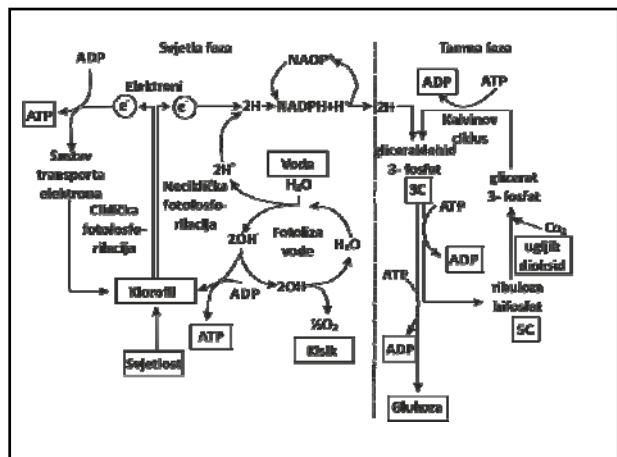 Svjetla faza
Tamna faza
ADP
NADP⁺
Elektroni
ADP
ATP
ATP
e⁻
e⁻
2H
NADPH+H⁺
2H
Kalvinov
ciklus
Sustav
transporta
elektrona
2H⁺
Voda
H₂O
gliceraldehid
3- fosfat
3C
glicerat
3- fosfat
Ciklička
fotofosfo-
rilacija
Neciklička
fotofosfo-
rilacija
Fotoliza
vode
2OH⁻
H₂O
ATP
ADP
CO₂
ugljik
dioksid
Klorofil
ADP
2OH
ATP
ribuloza
bifosfat
5C
ATP
½O₂
Kisik
ADP
Svjetlost
Glukoza